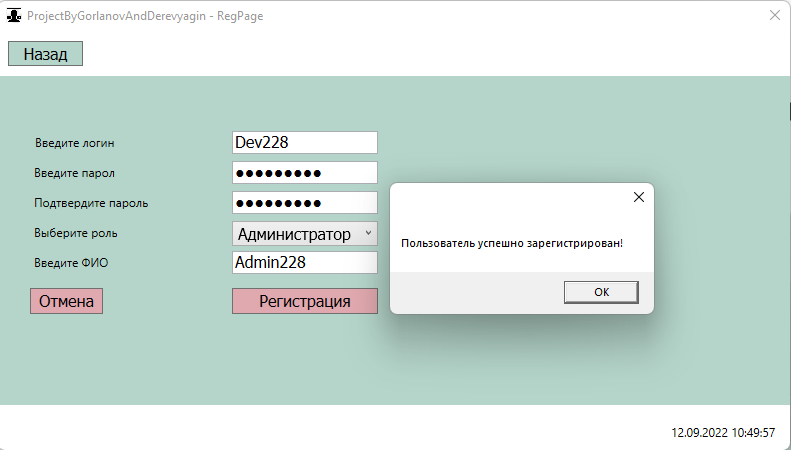 ProjectByGorlanovAndDerevyagin - RegPage
Назад
Введите логин
Dev228
Введите парол
●●●●●●●●●
Подтвердите пароль
●●●●●●●●●
Выберите роль
Администратор
Введите ФИО
Admin228
Отмена
Регистрация
Пользователь успешно зарегистрирован!
OK
12.09.2022 10:49:57